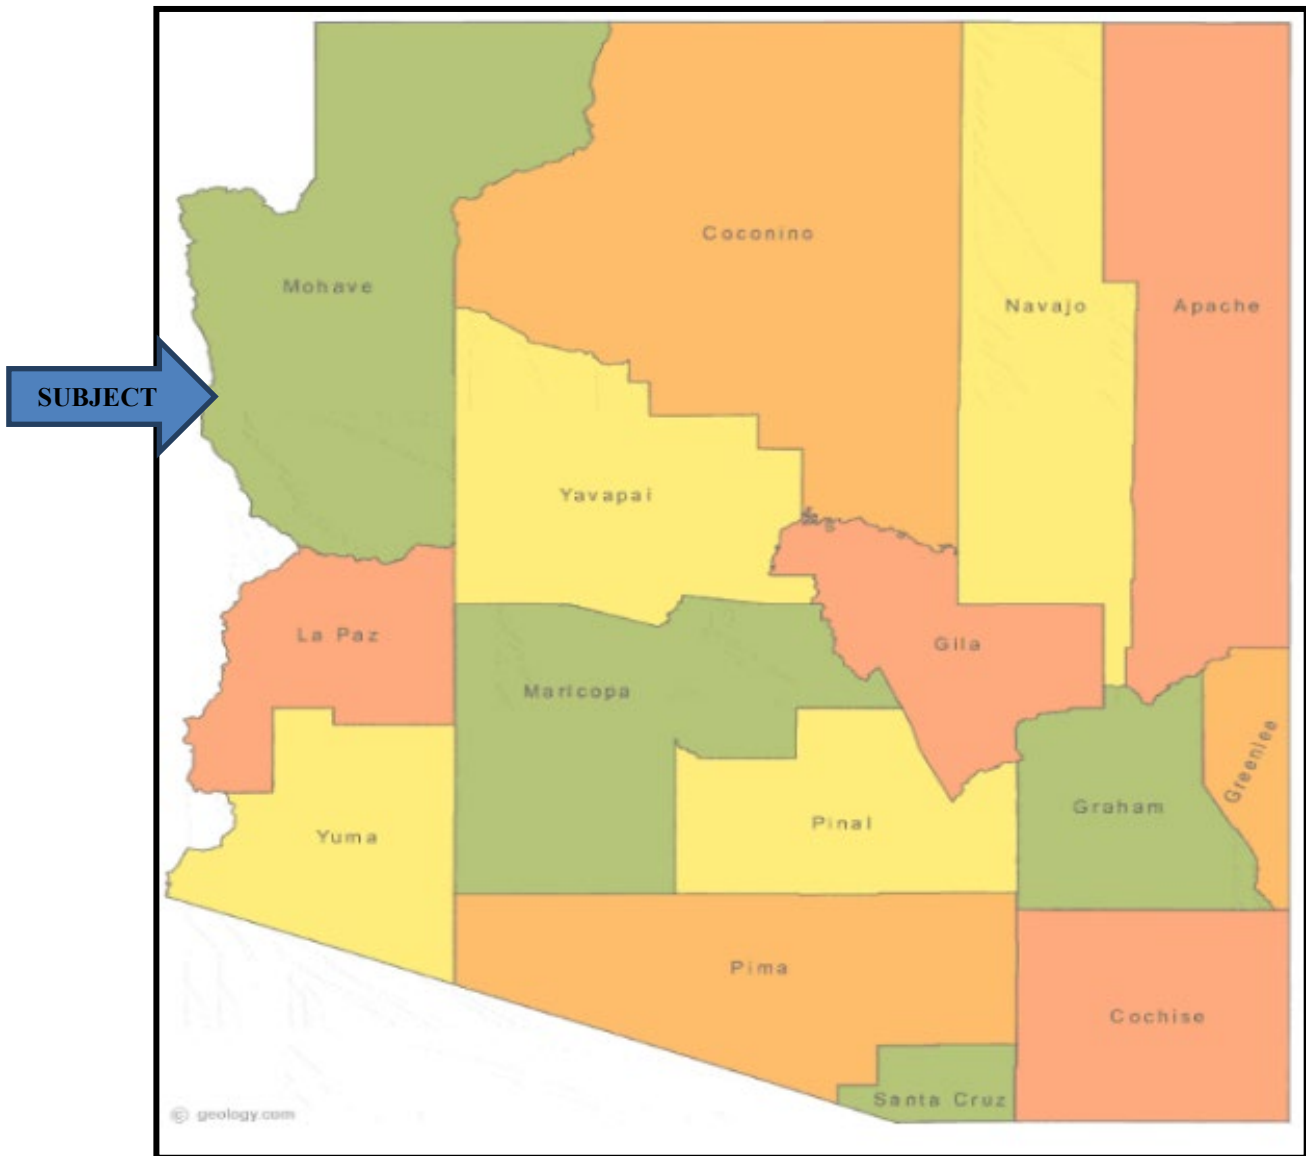 Coconino
Mohave
Navajo
Apache
SUBJECT
Yavapai
La Paz
Gila
Maricopa
Greenlee
Graham
Pinal
Yuma
Pima
Cochise
Santa Cruz
© geology.com